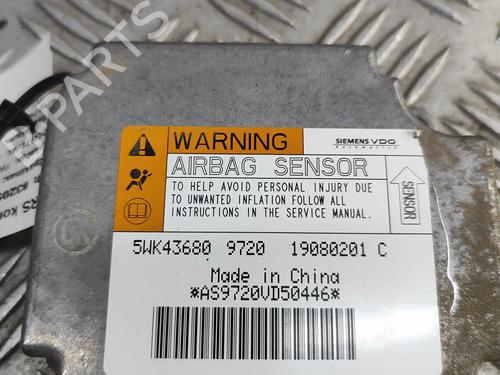 B-PARTS
WARNING
SIEMENS VDO
Automotive
AIRBAG SENSOR
TO HELP AVOID PERSONAL INJURY DUE
TO UNWANTED INFLATION FOLLOW ALL
INSTRUCTIONS IN THE SERVICE MANUAL.
SENSOR
5WK43680 9720 19080201 C
Made in China
*AS9720VD50446*